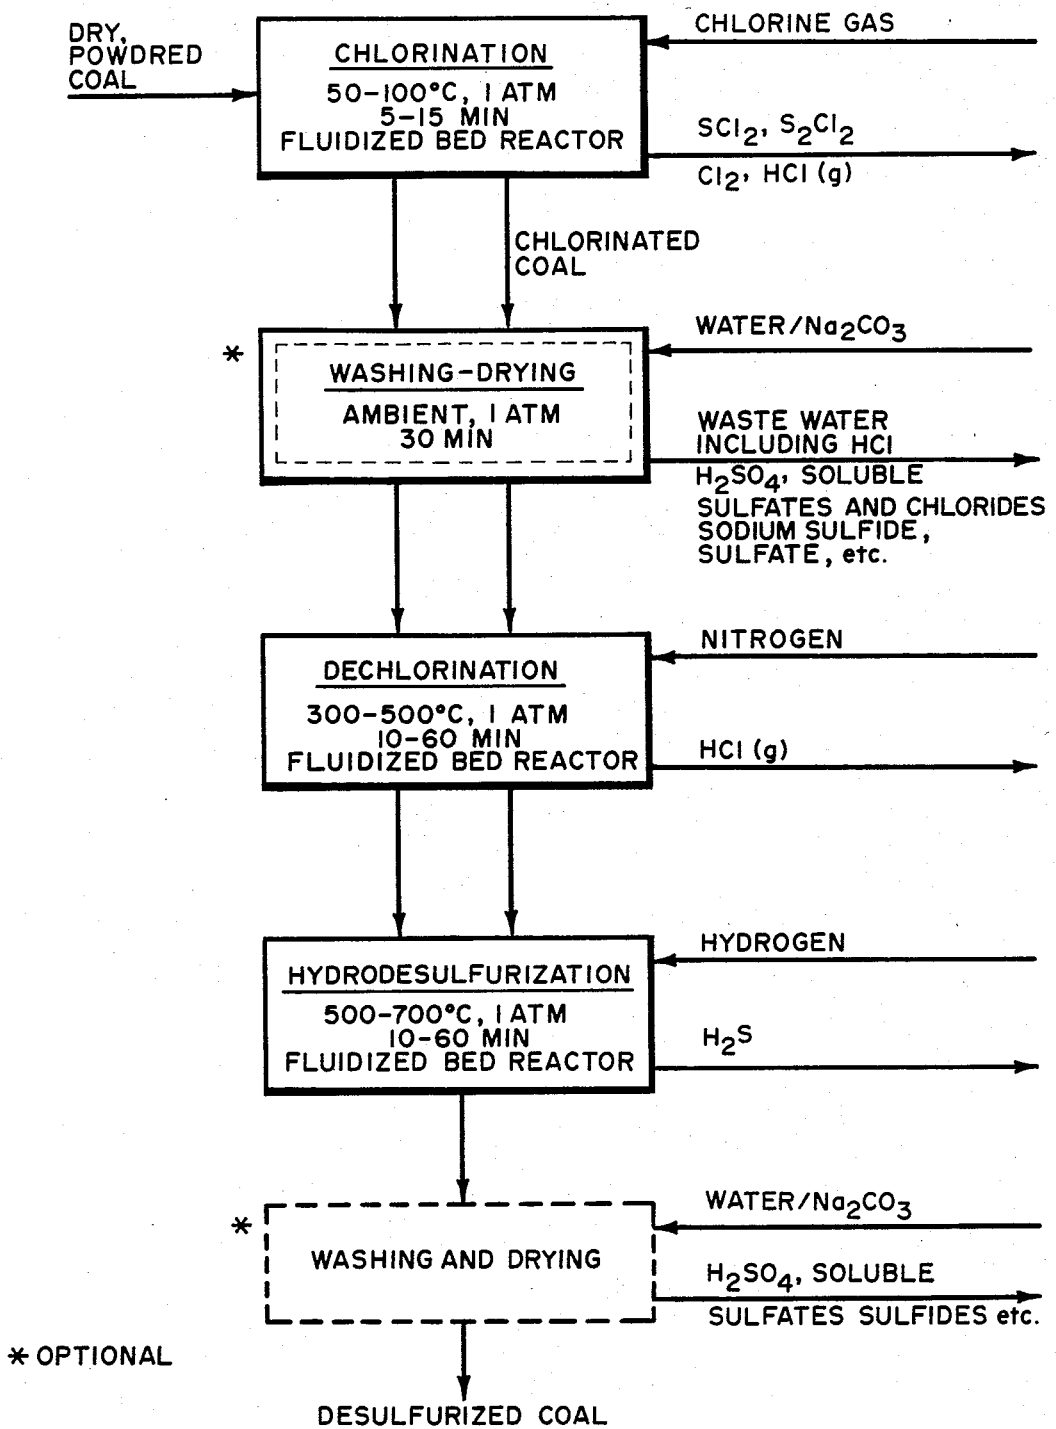 DRY,
POWDRED
COAL
CHLORINATION
50-100°C, 1 ATM
5-15 MIN
FLUIDIZED BED REACTOR
CHLORINE GAS
SCl2, S2Cl2
Cl2, HCl (g)
CHLORINATED
COAL
*
WASHING-DRYING
AMBIENT, 1 ATM
30 MIN
WATER/Na2CO3
WASTE WATER
INCLUDING HCl
H2SO4, SOLUBLE
SULFATES AND CHLORIDES
SODIUM SULFIDE,
SULFATE, etc.
DECHLORINATION
300-500°C, 1 ATM
10-60 MIN
FLUIDIZED BED REACTOR
NITROGEN
HCl (g)
HYDRODESULFURIZATION
500-700°C, 1 ATM
10-60 MIN
FLUIDIZED BED REACTOR
HYDROGEN
H2S
*
WASHING AND DRYING
WATER/Na2CO3
H2SO4, SOLUBLE
SULFATES SULFIDES etc.
* OPTIONAL
DESULFURIZED COAL